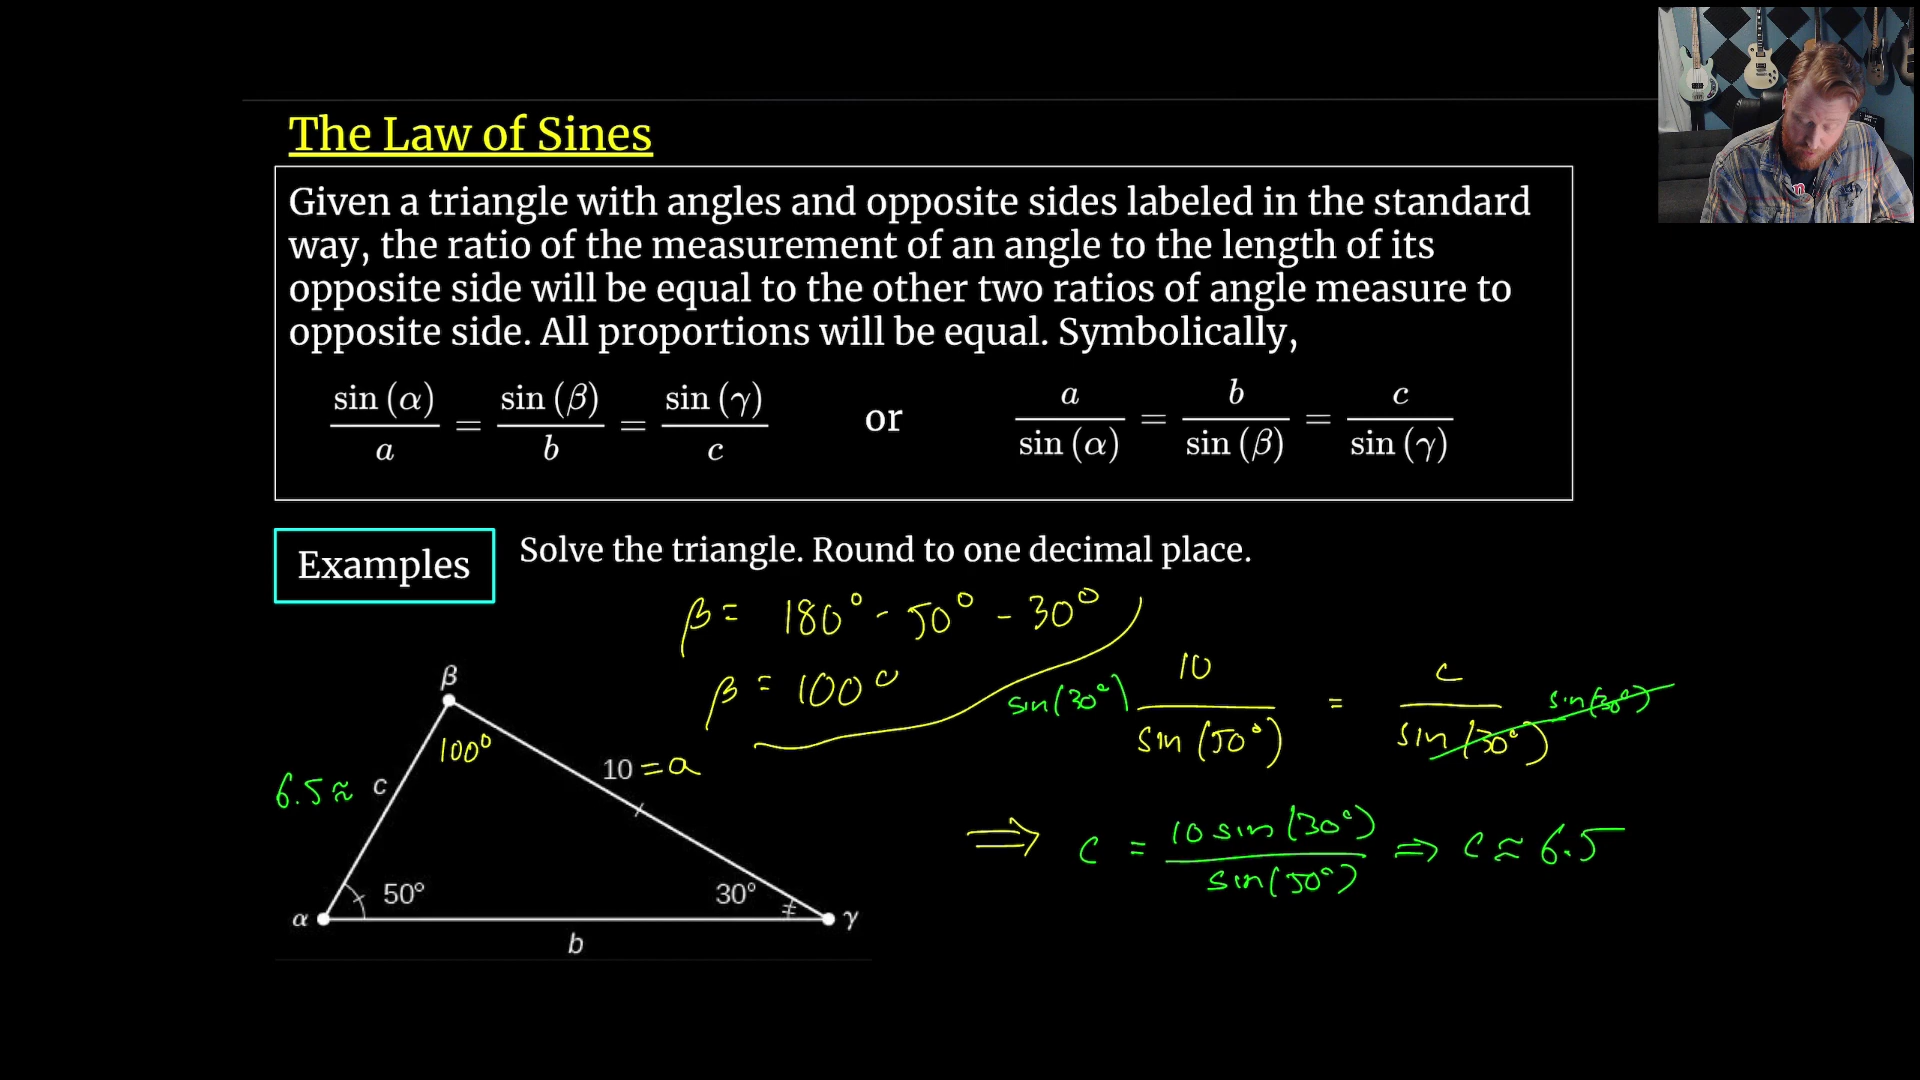 The Law of Sines
Given a triangle with angles and opposite sides labeled in the standard
way, the ratio of the measurement of an angle to the length of its
opposite side will be equal to the other two ratios of angle measure to
opposite side. All proportions will be equal. Symbolically,
sin (α)/a = sin (β)/b = sin (γ)/c or a/sin (α) = b/sin (β) = c/sin (γ)
Examples
Solve the triangle. Round to one decimal place.
β = 180° - 50° - 30°
β = 100°
sin(30°) 10/sin (50°) = c/sin (30°) sin(30°)
⇒ c = 10 sin (30°)/sin(50°) ⇒ c ≈ 6.5
β
100°
10 = a
6.5 ≈ c
50°
30°
α
γ
b